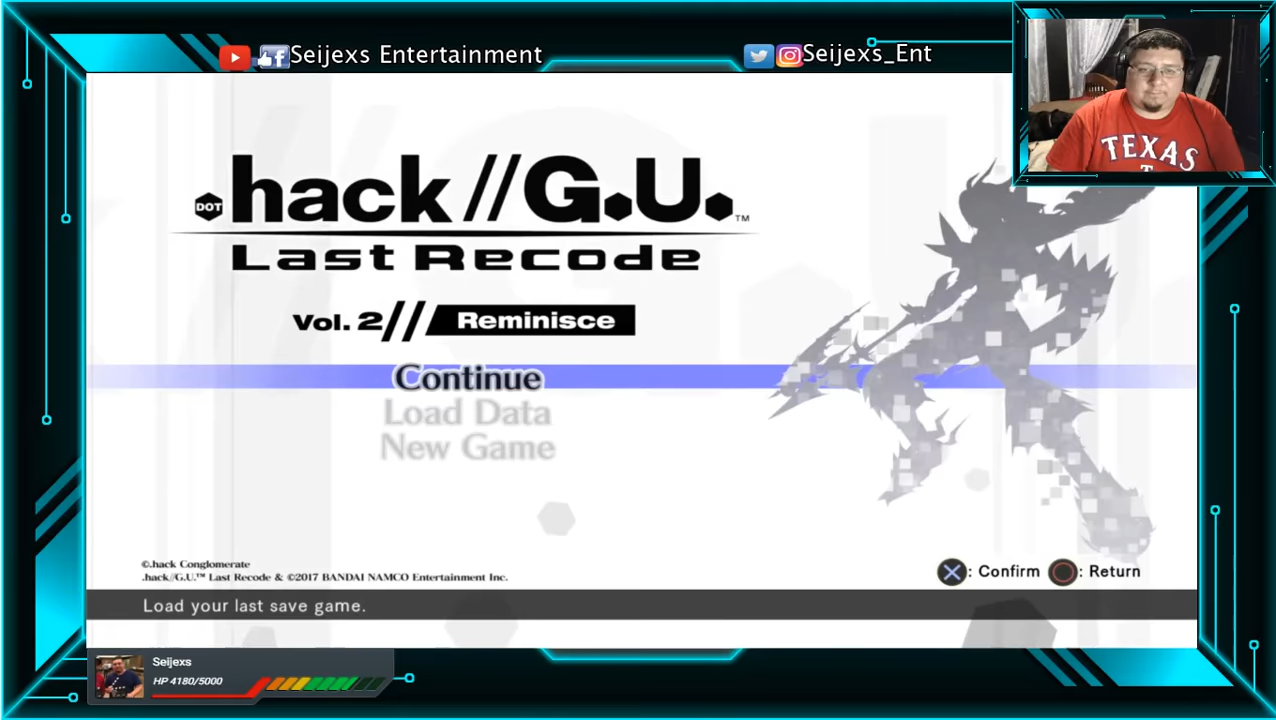 Seijexs Entertainment
Seijexs_Ent
TEXAS
T
DOT .hack//G.U.™
Last Recode
Vol. 2// Reminisce
Continue
Load Data
New Game
©.hack Conglomerate
.hack//G.U.™ Last Recode & ©2017 BANDAI NAMCO Entertainment Inc.
: Confirm : Return
Load your last save game.
Seijexs
HP 4180/5000